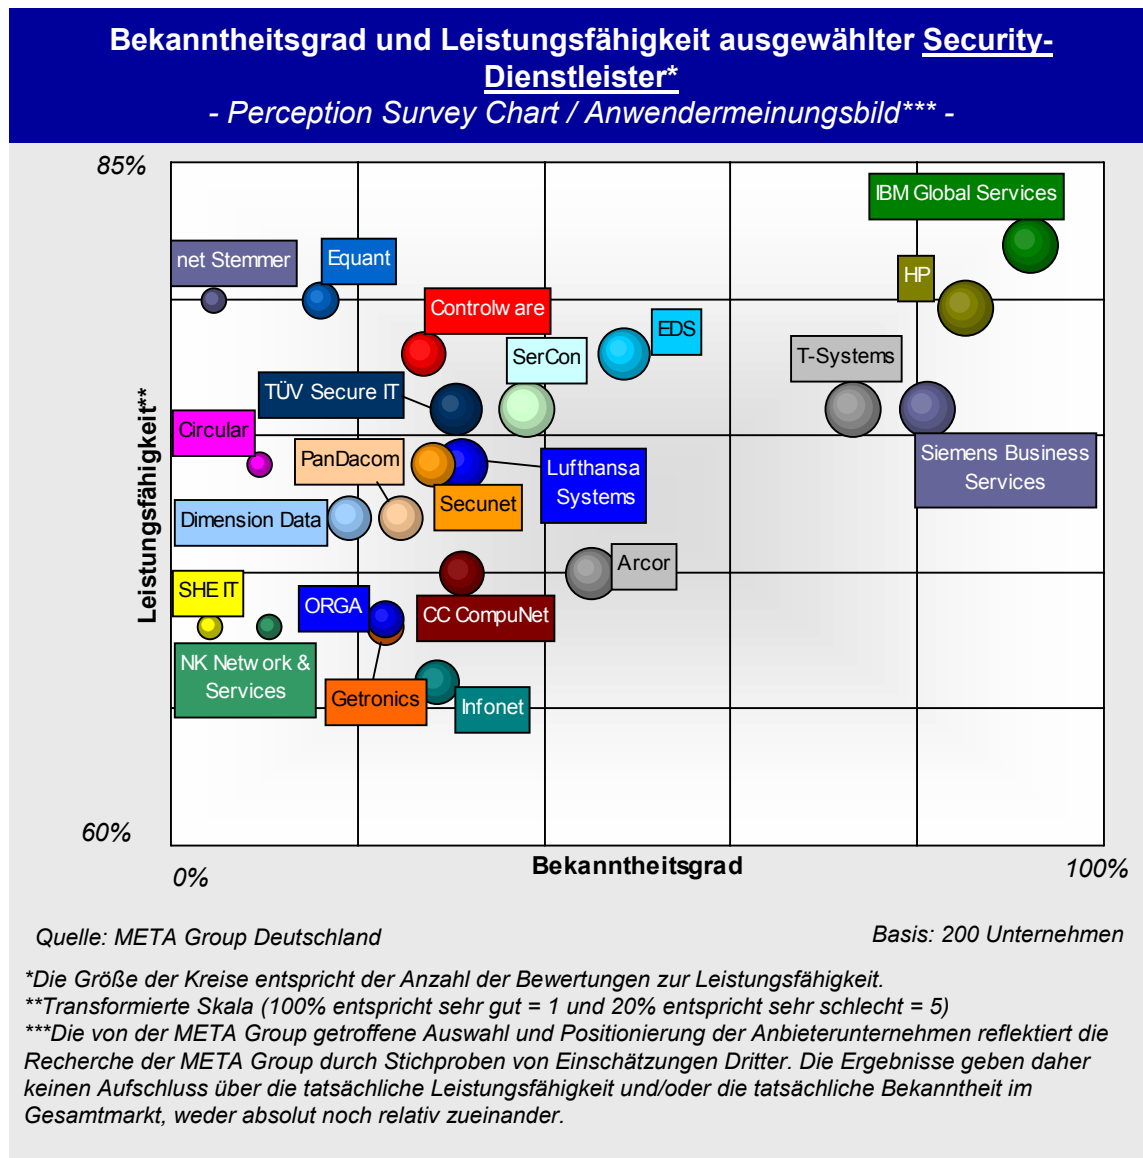 Bekanntheitsgrad und Leistungsfähigkeit ausgewählter Security-
Dienstleister*
- Perception Survey Chart / Anwendermeinungsbild*** -
85%
IBM Global Services
net Stemmer
Equant
HP
Controlware
EDS
SerCon
T-Systems
TÜV Secure IT
Circular
PanDacom
Lufthansa
Systems
Siemens Business
Services
Secunet
Dimension Data
Leistungsfähigkeit**
Arcor
SHE IT
ORGA
CC CompuNet
NK Network &
Services
Getronics
Infonet
60%
0%
Bekanntheitsgrad
100%
Quelle: META Group Deutschland
Basis: 200 Unternehmen
*Die Größe der Kreise entspricht der Anzahl der Bewertungen zur Leistungsfähigkeit.
**Transformierte Skala (100% entspricht sehr gut = 1 und 20% entspricht sehr schlecht = 5)
***Die von der META Group getroffene Auswahl und Positionierung der Anbieterunternehmen reflektiert die
Recherche der META Group durch Stichproben von Einschätzungen Dritter. Die Ergebnisse geben daher
keinen Aufschluss über die tatsächliche Leistungsfähigkeit und/oder die tatsächliche Bekanntheit im
Gesamtmarkt, weder absolut noch relativ zueinander.